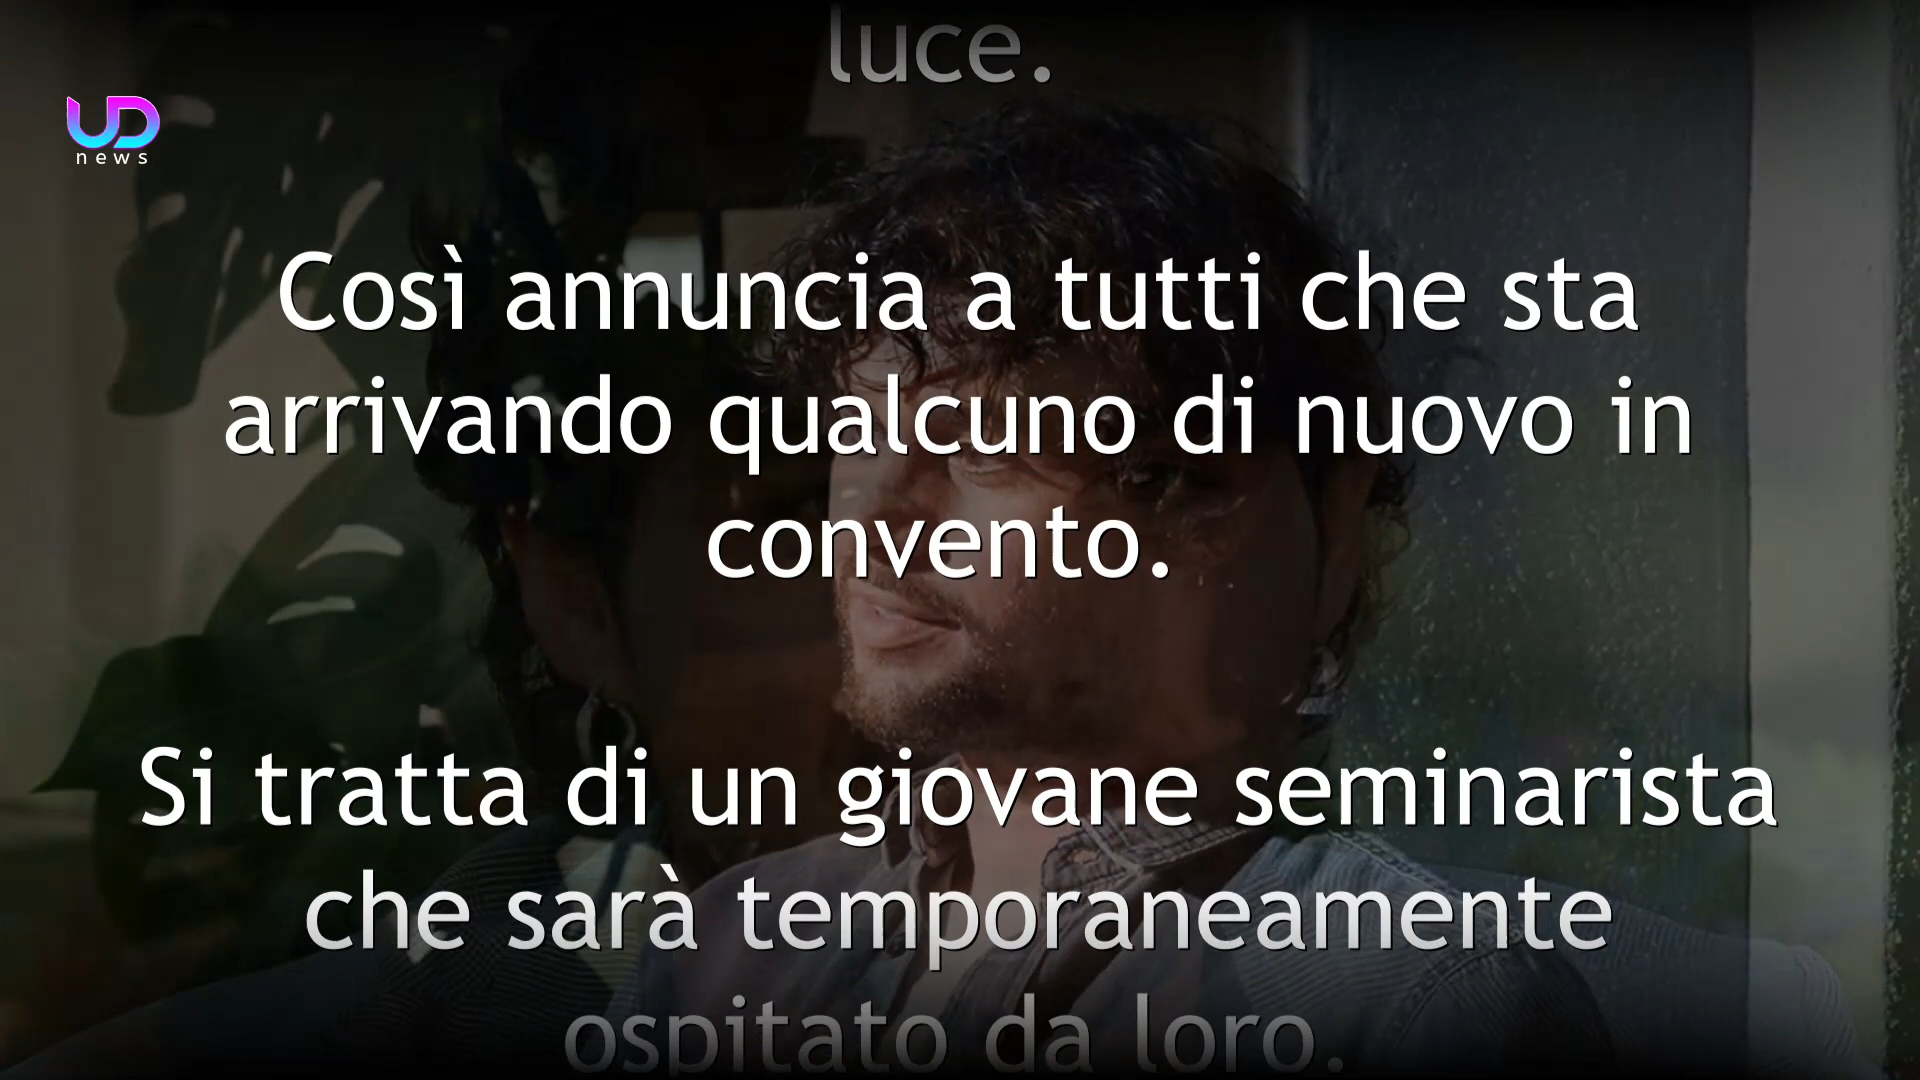 luce.
UD
news
Così annuncia a tutti che sta
arrivando qualcuno di nuovo in
convento.
Si tratta di un giovane seminarista
che sarà temporaneamente
ospitato da loro.